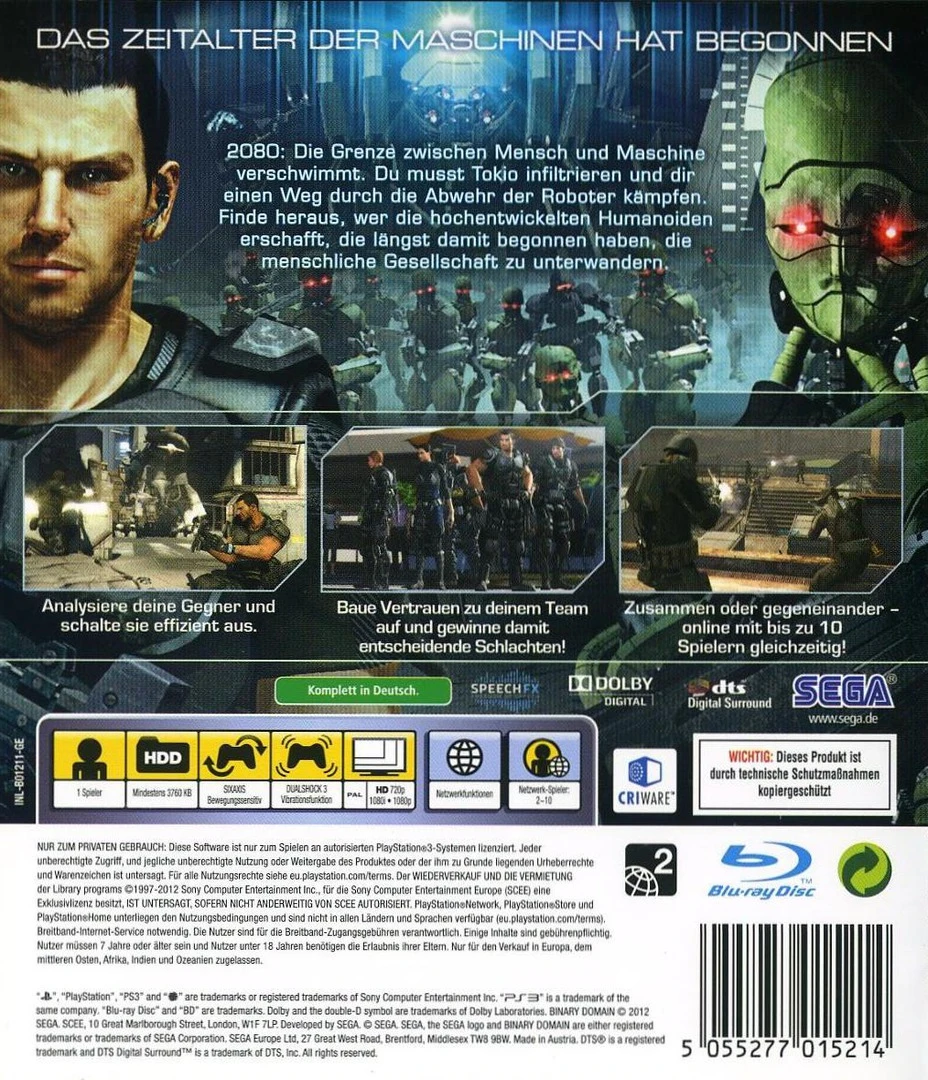 DAS ZEITALTER DER MASCHINEN HAT BEGONNEN
2080: Die Grenze zwischen Mensch und Maschine
verschwimmt. Du musst Tokio infiltrieren und dir
einen Weg durch die Abwehr der Roboter kämpfen.
Finde heraus, wer die hochentwickelten Humanoiden
erschafft, die längst damit begonnen haben, die
menschliche Gesellschaft zu unterwandern.
Analysiere deine Gegner und
schalte sie effizient aus.
Baue Vertrauen zu deinem Team
auf und gewinne damit
entscheidende Schlachten!
Zusammen oder gegeneinander –
online mit bis zu 10
Spielern gleichzeitig!
Komplett in Deutsch.
SPEECHFX
DOLBY
DIGITAL
dts
Digital Surround
SEGA®
www.sega.de
INL-B01211-GE
HDD
1 Spieler
Mindestens 3760 KB
SIXAXIS
Bewegungssensitiv
DUALSHOCK 3
Vibrationsfunktion
PAL HD 720p
1080i • 1080p
Netzwerkfunktionen
Netzwerk-Spieler:
2–10
CRIWARE™
WICHTIG: Dieses Produkt ist
durch technische Schutzmaßnahmen
kopiergeschützt
NUR ZUM PRIVATEN GEBRAUCH: Diese Software ist nur zum Spielen an autorisierten PlayStation®3-Systemen lizenziert. Jeder
unberechtigte Zugriff, und jegliche unberechtigte Nutzung oder Weitergabe des Produktes oder der ihm zu Grunde liegenden Urheberrechte
und Warenzeichen ist untersagt. Für alle Nutzungsrechte siehe eu.playstation.com/terms. Der WIEDERVERKAUF UND DIE VERMIETUNG
der Library programs ©1997-2012 Sony Computer Entertainment Inc., für die Sony Computer Entertainment Europe (SCEE) eine
Exklusivlizenz besitzt, IST UNTERSAGT, SOFERN NICHT ANDERWEITIG VON SCEE AUTORISIERT. PlayStation®Network, PlayStation®Store und
PlayStation®Home unterliegen den Nutzungsbedingungen und sind nicht in allen Ländern und Sprachen verfügbar (eu.playstation.com/terms).
Breitband-Internet-Service notwendig. Die Nutzer sind für die Breitband-Zugangsgebühren verantwortlich. Einige Inhalte sind gebührenpflichtig.
Nutzer müssen 7 Jahre oder älter sein und Nutzer unter 18 Jahren benötigen die Erlaubnis ihrer Eltern. Nur für den Verkauf in Europa, dem
mittleren Osten, Afrika, Indien und Ozeanien zugelassen.
2
Blu-ray Disc™
" ", "PlayStation", "PS3" and " " are trademarks or registered trademarks of Sony Computer Entertainment Inc. "PS3" is a trademark of the
same company. "Blu-ray Disc" and "BD" are trademarks. Dolby and the double-D symbol are trademarks of Dolby Laboratories. BINARY DOMAIN © 2012
SEGA. SCEE, 10 Great Marlborough Street, London, W1F 7LP. Developed by SEGA. © SEGA. SEGA, the SEGA logo and BINARY DOMAIN are either registered
trademarks or trademarks of SEGA Corporation. SEGA Europe Ltd, 27 Great West Road, Brentford, Middlesex TW8 9BW. Made in Austria. DTS® is a registered
trademark and DTS Digital Surround™ is a trademark of DTS, Inc. All rights reserved.
5 055277 015214